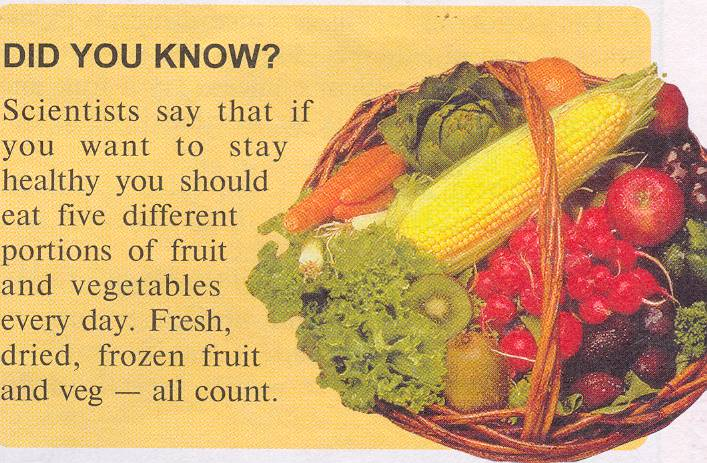 DID YOU KNOW?
Scientists say that if
you want to stay
healthy you should
eat five different
portions of fruit
and vegetables
every day. Fresh,
dried, frozen fruit
and veg — all count.